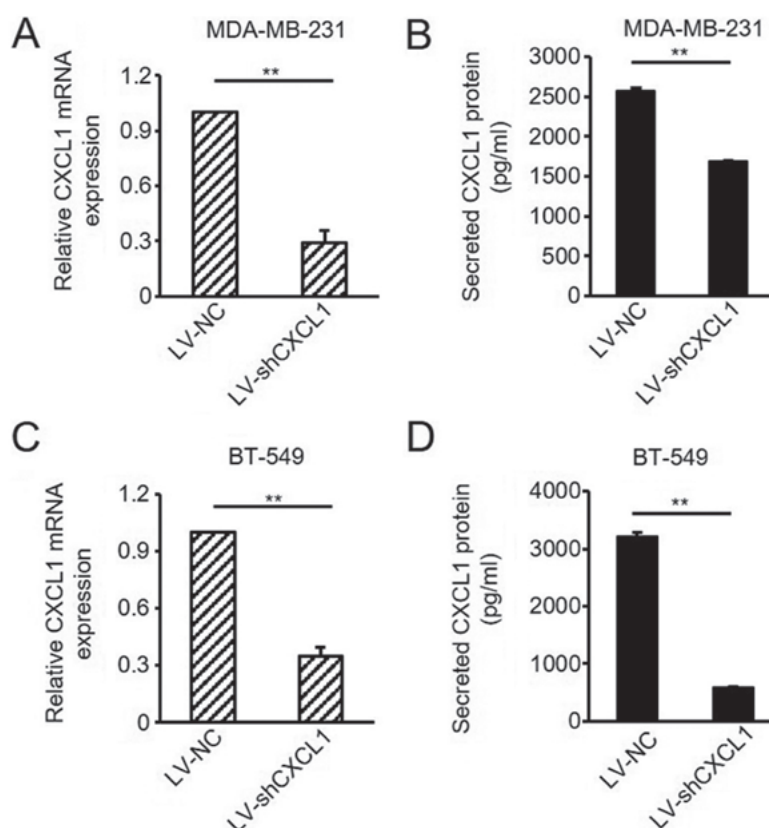 A
MDA-MB-231
Relative CXCL1 mRNA
expression
1.2
0.9
0.6
0.3
0
**
LV-NC
LV-shCXCL1
B
MDA-MB-231
Secreted CXCL1 protein
(pg/ml)
3000
2500
2000
1500
1000
500
0
**
LV-NC
LV-shCXCL1
C
BT-549
Relative CXCL1 mRNA
expression
1.2
0.9
0.6
0.3
0
**
LV-NC
LV-shCXCL1
D
BT-549
Secreted CXCL1 protein
(pg/ml)
4000
3000
2000
1000
0
**
LV-NC
LV-shCXCL1